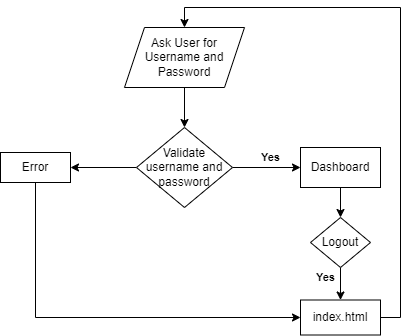 Ask User for
Username and
Password
Validate
username and
password
Yes
Error
Dashboard
Logout
Yes
index.html